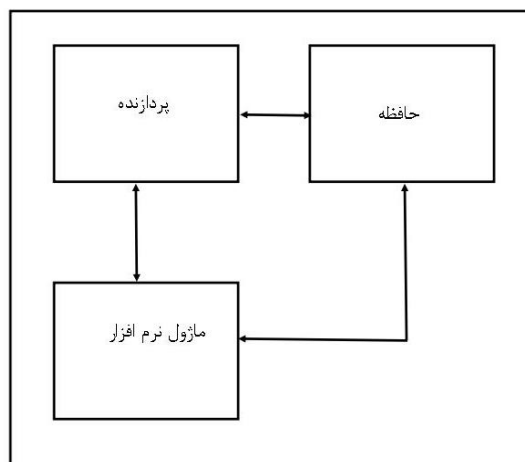 پردازنده
حافظه
ماژول نرم افزار